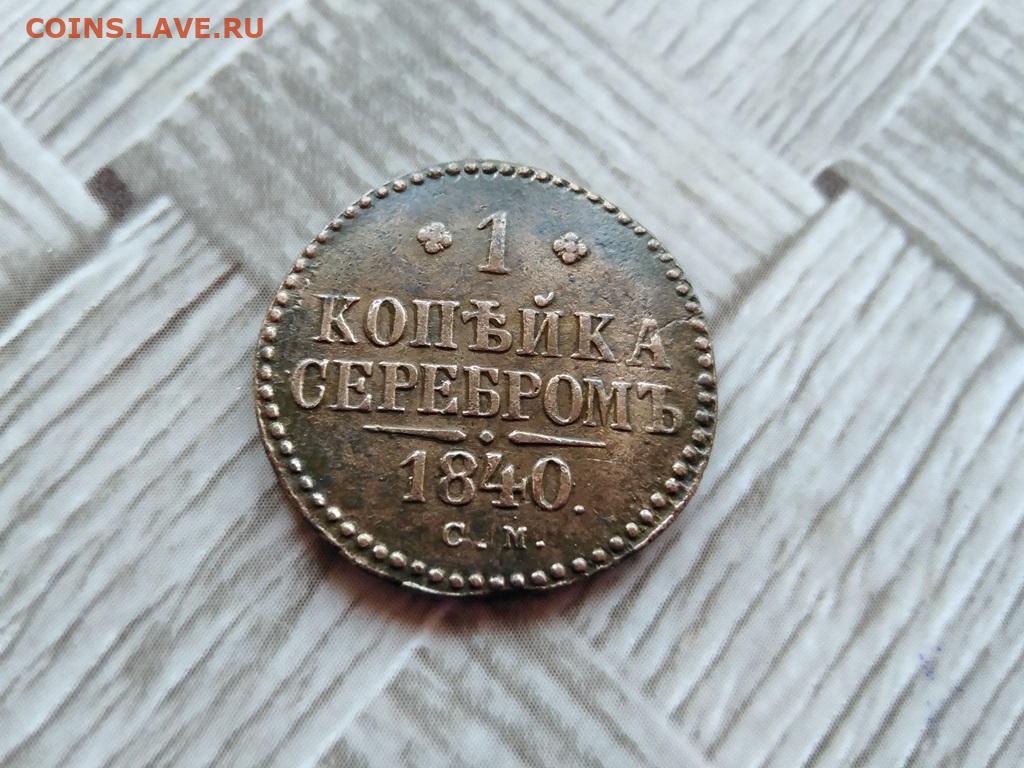 COINS.LAVE.RU
1
КОПѢЙКА
СЕРЕБРОМЪ
1840.
С.М.